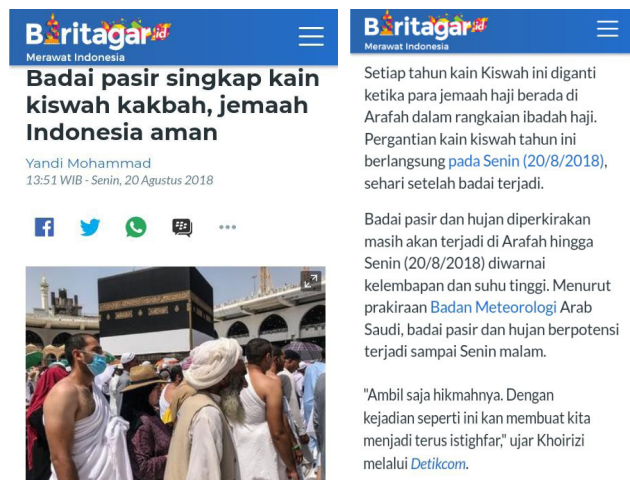 Beritagar.id
Merawat Indonesia
Badai pasir singkap kain
kiswah kakbah, jemaah
Indonesia aman
Yandi Mohammad
13:51 WIB - Senin, 20 Agustus 2018
Beritagar.id
Merawat Indonesia
Setiap tahun kain Kiswah ini diganti
ketika para jemaah haji berada di
Arafah dalam rangkaian ibadah haji.
Pergantian kain kiswah tahun ini
berlangsung pada Senin (20/8/2018),
sehari setelah badai terjadi.
Badai pasir dan hujan diperkirakan
masih akan terjadi di Arafah hingga
Senin (20/8/2018) diwarnai
kelembapan dan suhu tinggi. Menurut
prakiraan Badan Meteorologi Arab
Saudi, badai pasir dan hujan berpotensi
terjadi sampai Senin malam.
"Ambil saja hikmahnya. Dengan
kejadian seperti ini kan membuat kita
menjadi terus istighfar," ujar Khoirizi
melalui Detikcom.